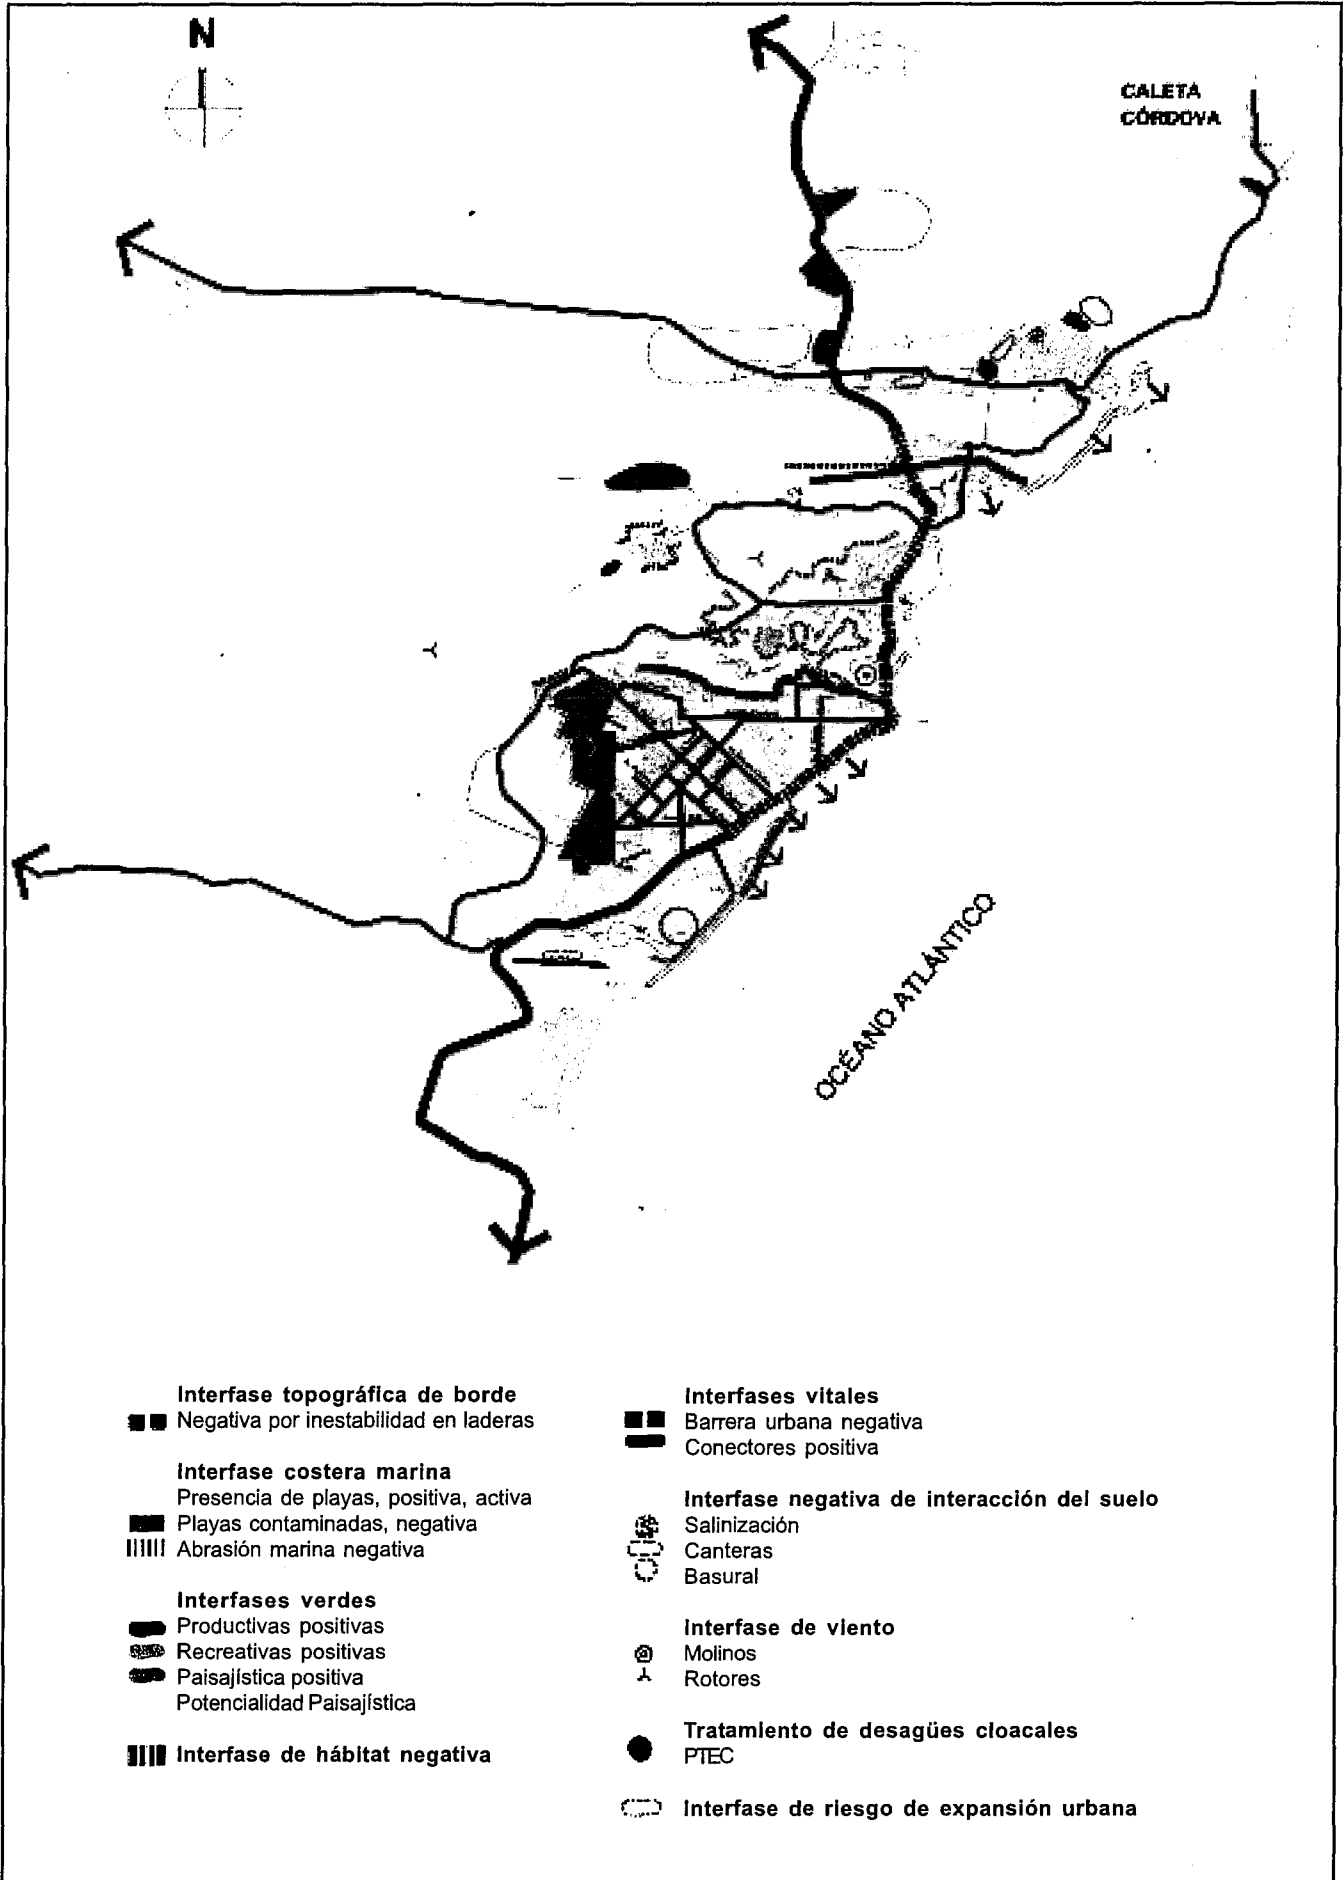 N
CALETA
CÓRDOVA
OCÉANO ATLÁNTICO
Interfase topográfica de borde
Negativa por inestabilidad en laderas
Interfase costera marina
Presencia de playas, positiva, activa
Playas contaminadas, negativa
Abrasión marina negativa
Interfases verdes
Productivas positivas
Recreativas positivas
Paisajística positiva
Potencialidad Paisajística
Interfase de hábitat negativa
Interfases vitales
Barrera urbana negativa
Conectores positiva
Interfase negativa de interacción del suelo
Salinización
Canteras
Basural
Interfase de viento
Molinos
Rotores
Tratamiento de desagües cloacales
PTEC
Interfase de riesgo de expansión urbana